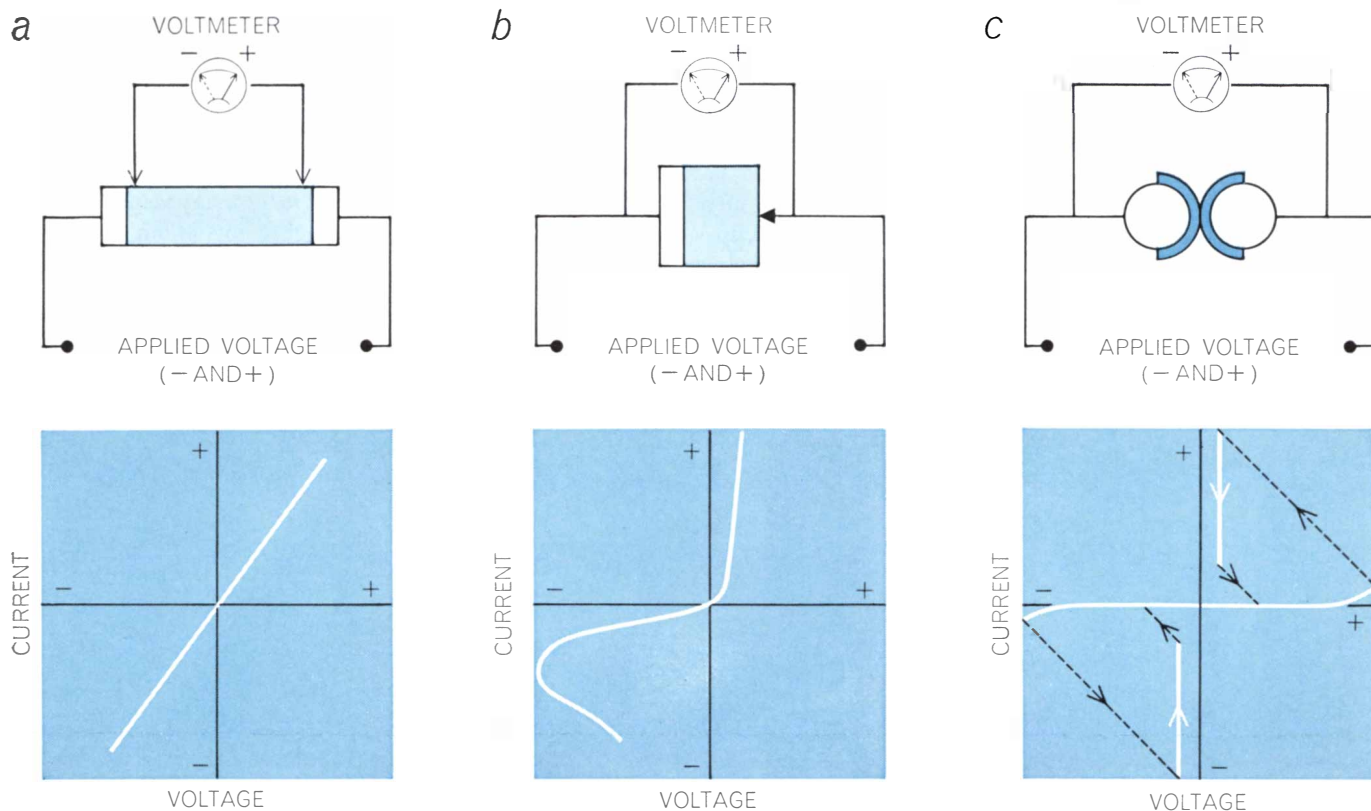 a
VOLTMETER
− +
APPLIED VOLTAGE
(− AND +)
+
− +
−
CURRENT
VOLTAGE
b
VOLTMETER
− +
APPLIED VOLTAGE
(− AND +)
+
− +
−
CURRENT
VOLTAGE
c
VOLTMETER
− +
APPLIED VOLTAGE
(− AND +)
+
−
+
−
CURRENT
VOLTAGE